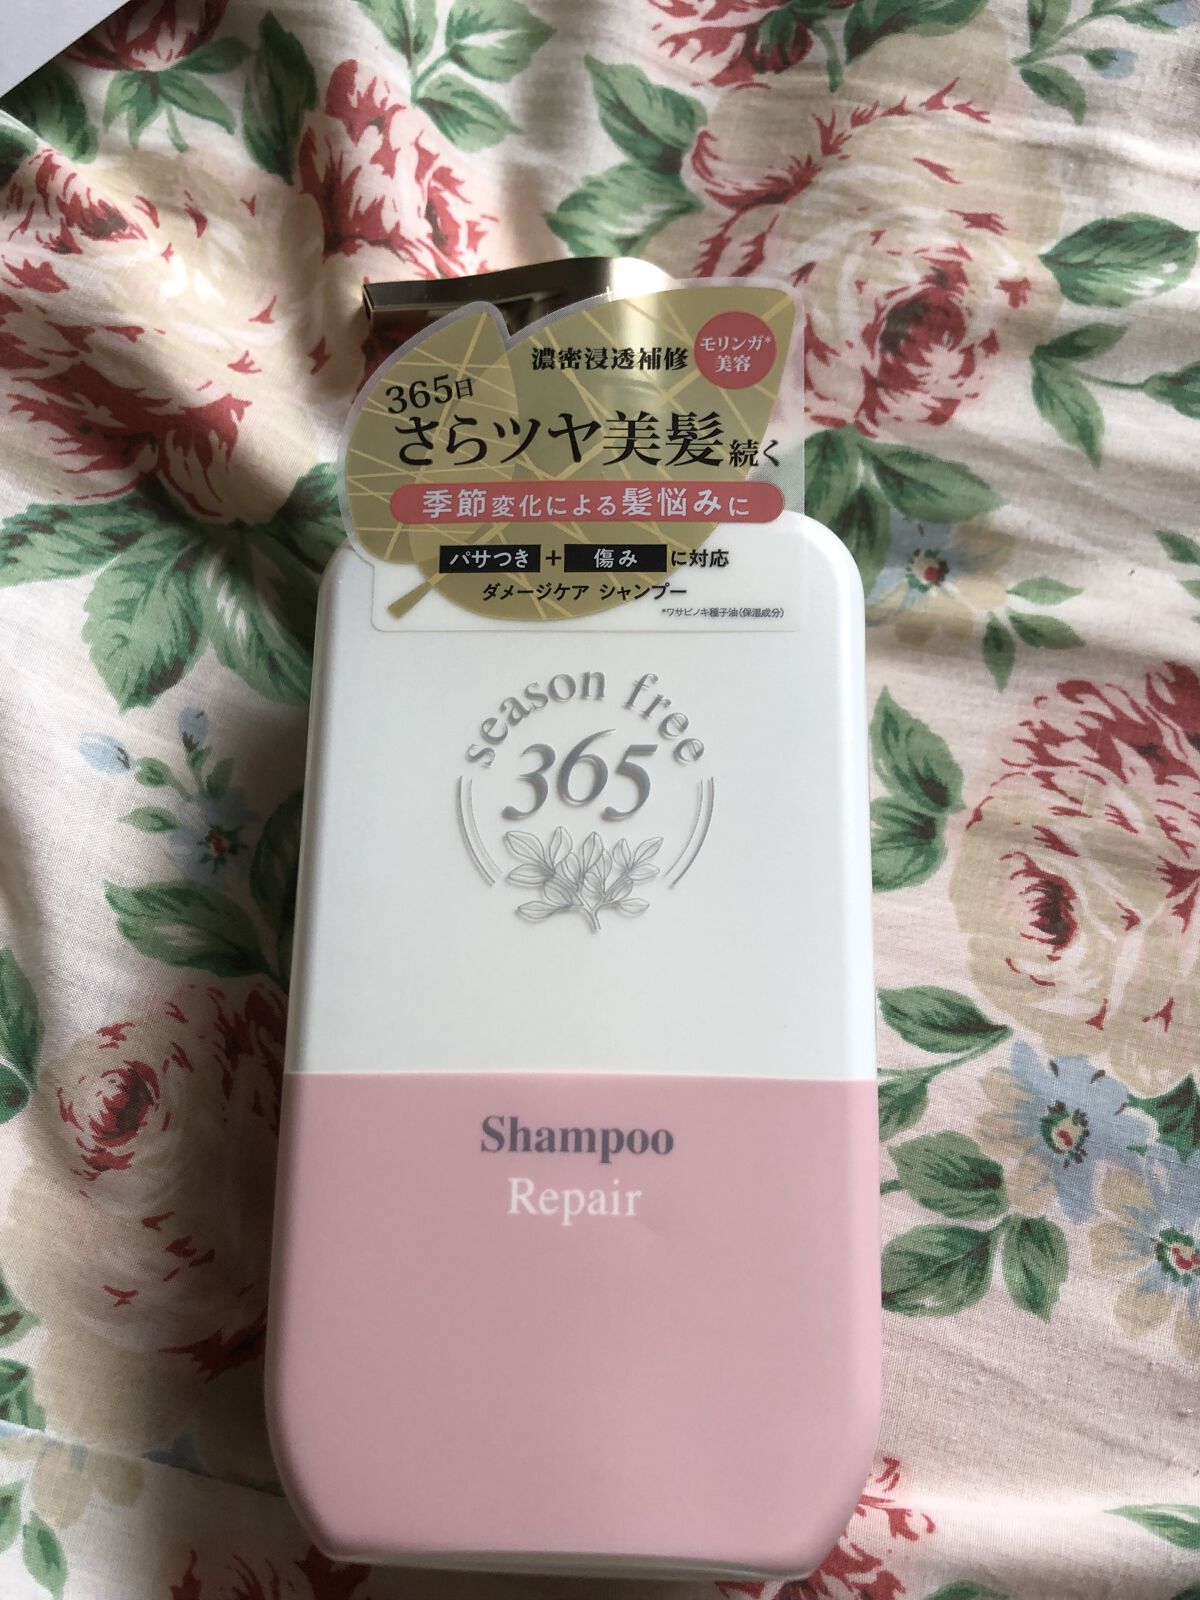 濃密浸透補修
モリンガ*
美容
365日
さらツヤ美髪続く
季節変化による髪悩みに
パサつき+傷みに対応
ダメージケア シャンプー
*ワサビノキ種子油(保湿成分)
season free
365
Shampoo
Repair